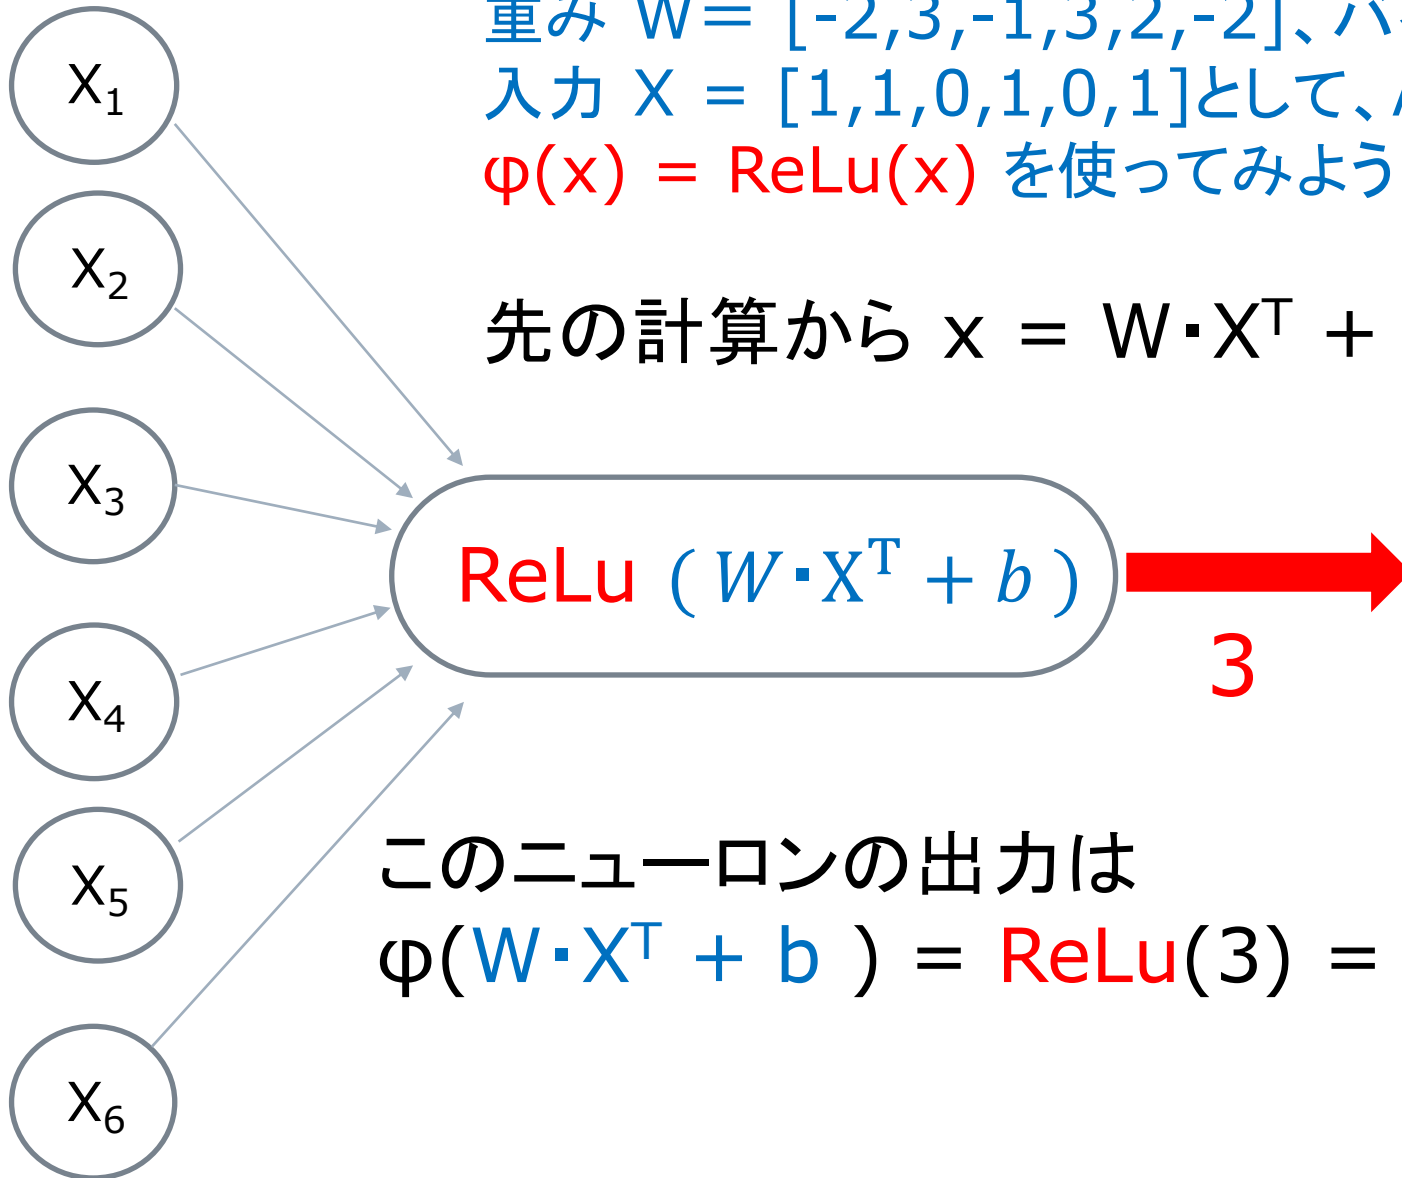 重み W= [-2,3,-1,3,2,-2]、バ
入力 X = [1,1,0,1,0,1]として、
φ(x) = ReLu(x) を使ってみよう
X₁
X₂
先の計算から x = W・Xᵀ +
X₃
ReLu ( W・Xᵀ + b )
3
X₄
このニューロンの出力は
X₅
φ(W・Xᵀ + b ) = ReLu(3) =
X₆